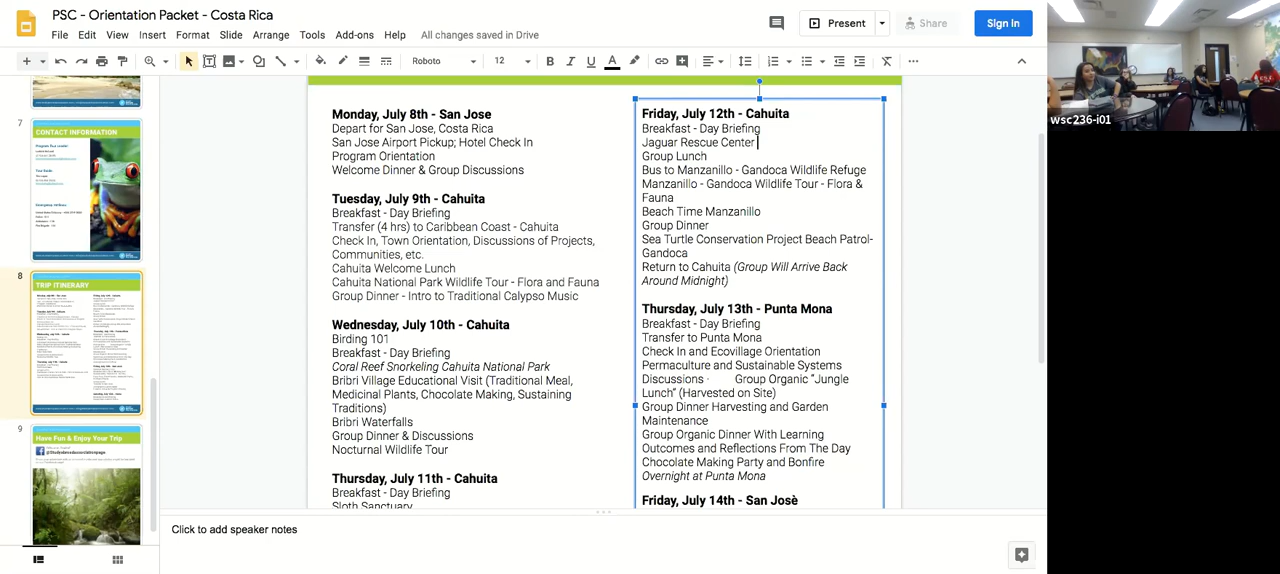 PSC - Orientation Packet - Costa Rica
File Edit View Insert Format Slide Arrange Tools Add-ons Help All changes saved in Drive
Present
Share
Sign in
Roboto
12
7
CONTACT INFORMATION
8
TRIP ITINERARY
9
Have Fun & Enjoy Your Trip
Monday, July 8th - San Jose
Depart for San Jose, Costa Rica
San Jose Airport Pickup; Hotel Check In
Program Orientation
Welcome Dinner & Group Discussions
Tuesday, July 9th - Cahuita
Breakfast - Day Briefing
Transfer (4 hrs) to Caribbean Coast - Cahuita
Check In, Town Orientation, Discussions of Projects,
Communities, etc.
Cahuita Welcome Lunch
Cahuita National Park Wildlife Tour - Flora and Fauna
Group Dinner - Intro to Traditional Calypso Music
Wednesday, July 10th - Cahuita
Birding 101
Breakfast - Day Briefing
Coral Reef Snorkeling Cahuita National Park
Bribri Village Educational Visit (Traditional Meal,
Medicinal Plants, Chocolate Making, Sustaining
Traditions)
Bribri Waterfalls
Group Dinner & Discussions
Nocturnal Wildlife Tour
Thursday, July 11th - Cahuita
Breakfast - Day Briefing
Sloth Sanctuary
Friday, July 12th - Cahuita
Breakfast - Day Briefing
Jaguar Rescue Center
Group Lunch
Bus to Manzanillo - Gandoca Wildlife Refuge
Manzanillo - Gandoca Wildlife Tour - Flora &
Fauna
Beach Time Manzanillo
Group Dinner
Sea Turtle Conservation Project Beach Patrol-
Gandoca
Return to Cahuita (Group Will Arrive Back
Around Midnight)
Thursday, July 13th - Punta Mona
Breakfast - Day Briefing
Transfer to Punta Mona
Check In and Ecovillage Orientation
Permaculture and Sustainable Systems
Discussions - Group Organic "Jungle
Lunch" (Harvested on Site)
Group Dinner Harvesting and Garden
Maintenance
Group Organic Dinner With Learning
Outcomes and Reflections From The Day
Chocolate Making Party and Bonfire
Overnight at Punta Mona
Friday, July 14th - San Josè
Click to add speaker notes
wsc236-i01